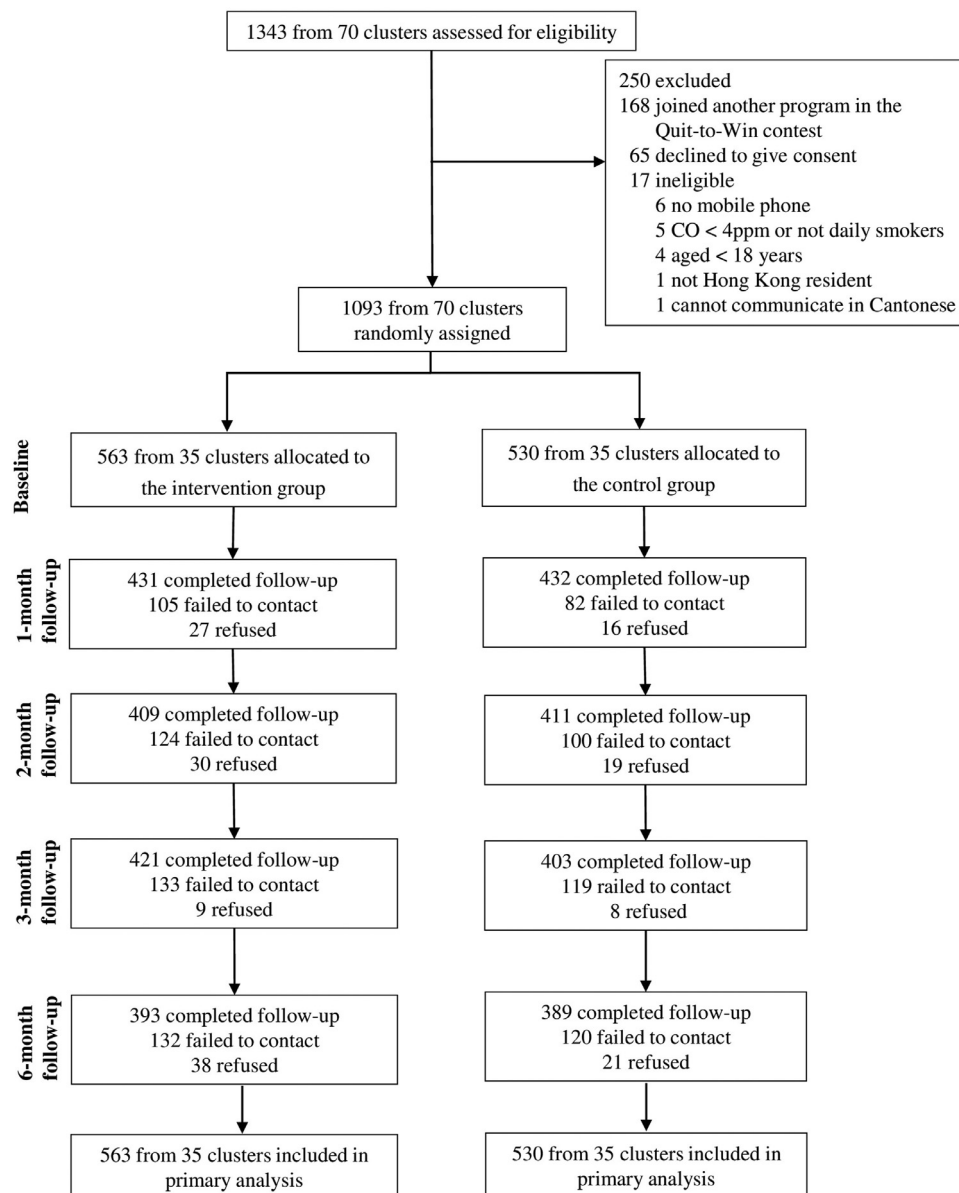 1343 from 70 clusters assessed for eligibility
250 excluded
168 joined another program in the
Quit-to-Win contest
65 declined to give consent
17 ineligible
6 no mobile phone
5 CO < 4ppm or not daily smokers
4 aged < 18 years
1 not Hong Kong resident
1 cannot communicate in Cantonese
1093 from 70 clusters
randomly assigned
Baseline
563 from 35 clusters allocated to
the intervention group
530 from 35 clusters allocated to
the control group
1-month
follow-up
431 completed follow-up
105 failed to contact
27 refused
432 completed follow-up
82 failed to contact
16 refused
2-month
follow-up
409 completed follow-up
124 failed to contact
30 refused
411 completed follow-up
100 failed to contact
19 refused
3-month
follow-up
421 completed follow-up
133 failed to contact
9 refused
403 completed follow-up
119 railed to contact
8 refused
6-month
follow-up
393 completed follow-up
132 failed to contact
38 refused
389 completed follow-up
120 failed to contact
21 refused
563 from 35 clusters included in
primary analysis
530 from 35 clusters included in
primary analysis